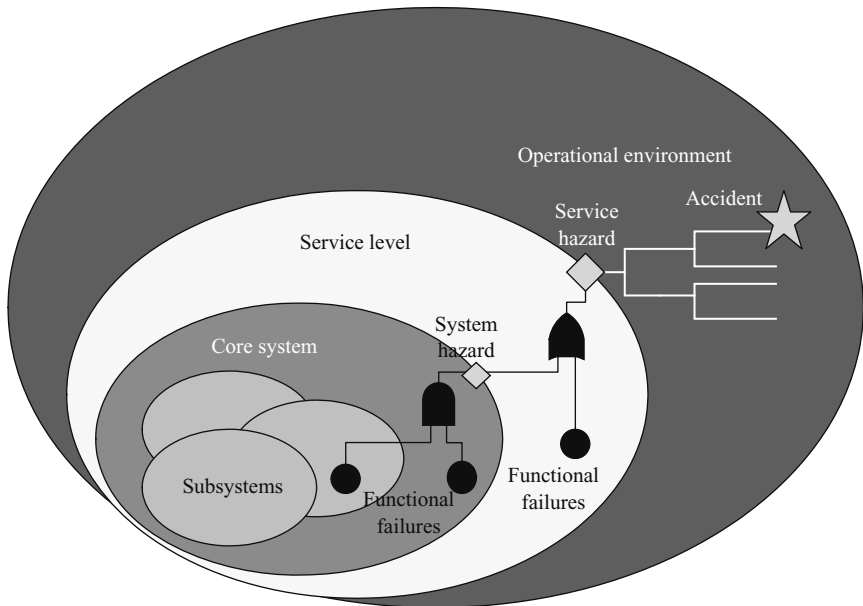 Operational environment
Accident
Service
hazard
Service level
System
hazard
Core system
Subsystems
Functional
failures
Functional
failures